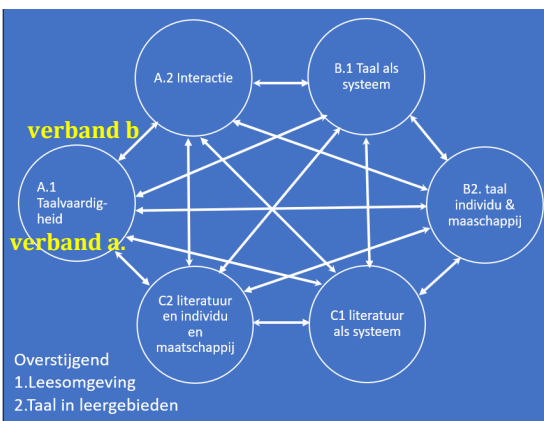 A.2 Interactie
B.1 Taal als
systeem
verband b
A.1
Taalvaardig-
heid
B2. taal
individu &
maaschappij
verband a.
C2 literatuur
en individu
en
maatschappij
C1 literatuur
als systeem
Overstijgend
1.Leesomgeving
2.Taal in leergebieden